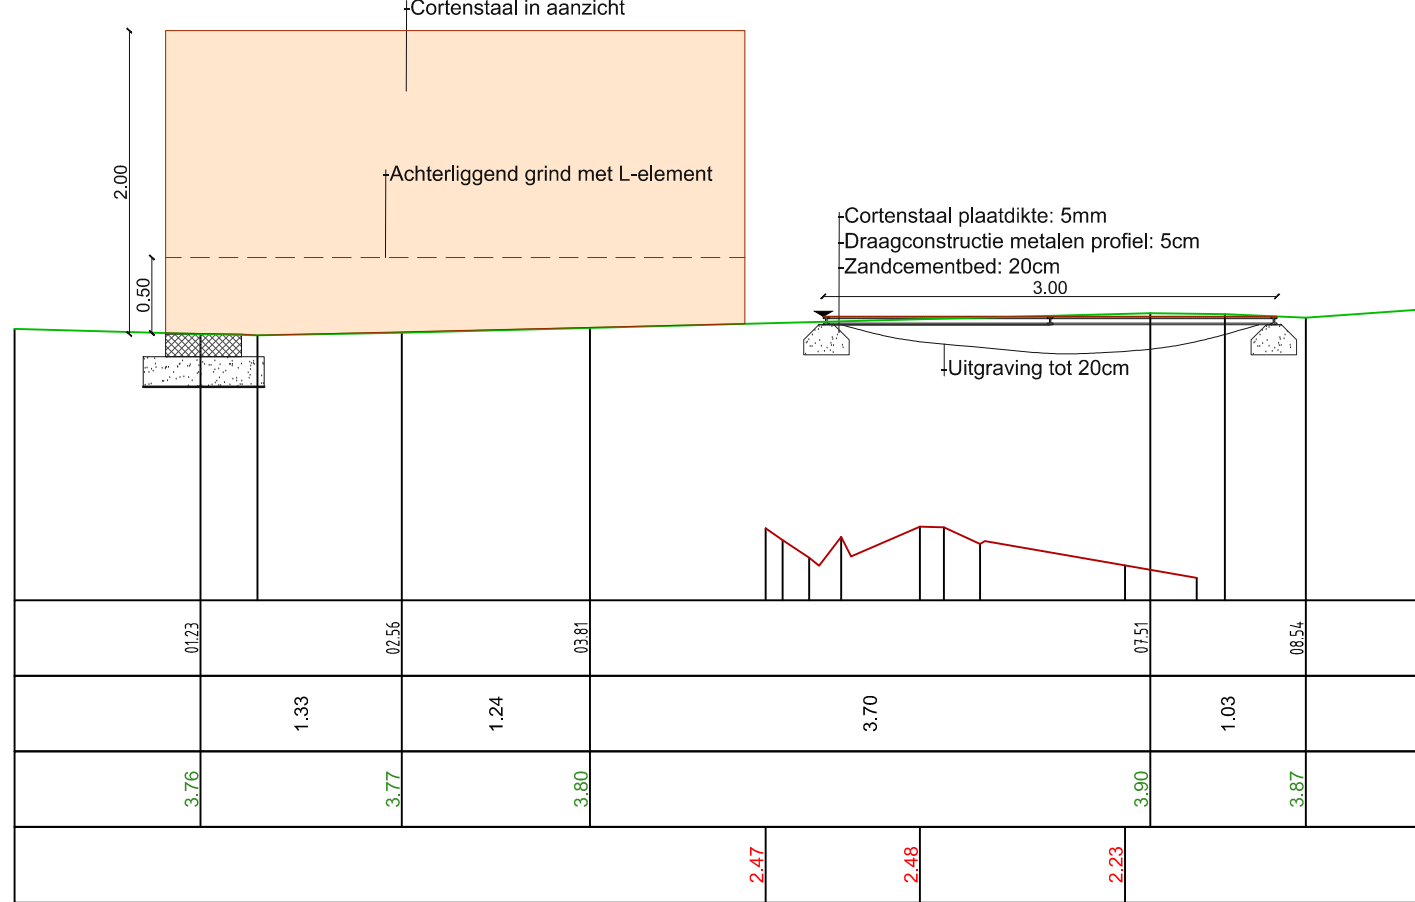 Cortenstaal in aanzicht
2.00
Achterliggend grind met L-element
0.50
Cortenstaal plaatdikte: 5mm
Draagconstructie metalen profiel: 5cm
Zandcementbed: 20cm
3.00
Uitgraving tot 20cm
01.23 02.56 03.81 07.51 08.54
1.33 1.24 3.70 1.03
3.76 3.77 3.80 3.90 3.87
2.47 2.48 2.23